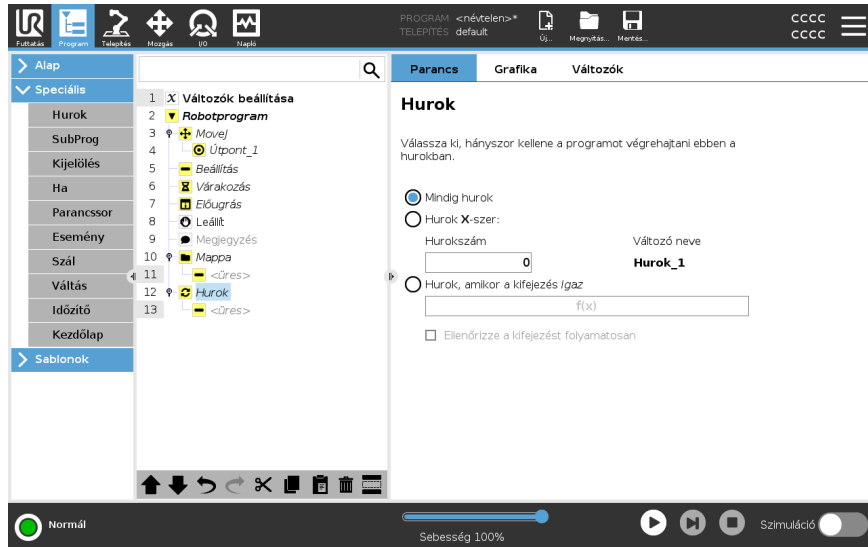 UR
Futtatás
Program
Telepítés
Mozgás
I/O
Napló
PROGRAM <névtelen>*
TELEPÍTÉS default
Új...
Megnyitás...
Mentés...
CCCC
CCCC
Alap
Speciális
Hurok
SubProg
Kijelölés
Ha
Parancssor
Esemény
Szál
Váltás
Időzítő
Kezdőlap
Sablonok
1 X Változók beállítása
2 Robotprogram
3 MoveJ
4 Útpont_1
5 Beállítás
6 Várakozás
7 Előugrás
8 Leállít
9 Megjegyzés
10 Mappa
11 <üres>
12 Hurok
13 <üres>
Parancs Grafika Változók
Hurok
Válassza ki, hányszor kellene a programot végrehajtani ebben a
hurokban.
Mindig hurok
Hurok X-szer:
Hurokszám Változó neve
0 Hurok_1
Hurok, amikor a kifejezés Igaz
f(x)
Ellenőrizze a kifejezést folyamatosan
Normál
Sebesség 100%
Szimuláció